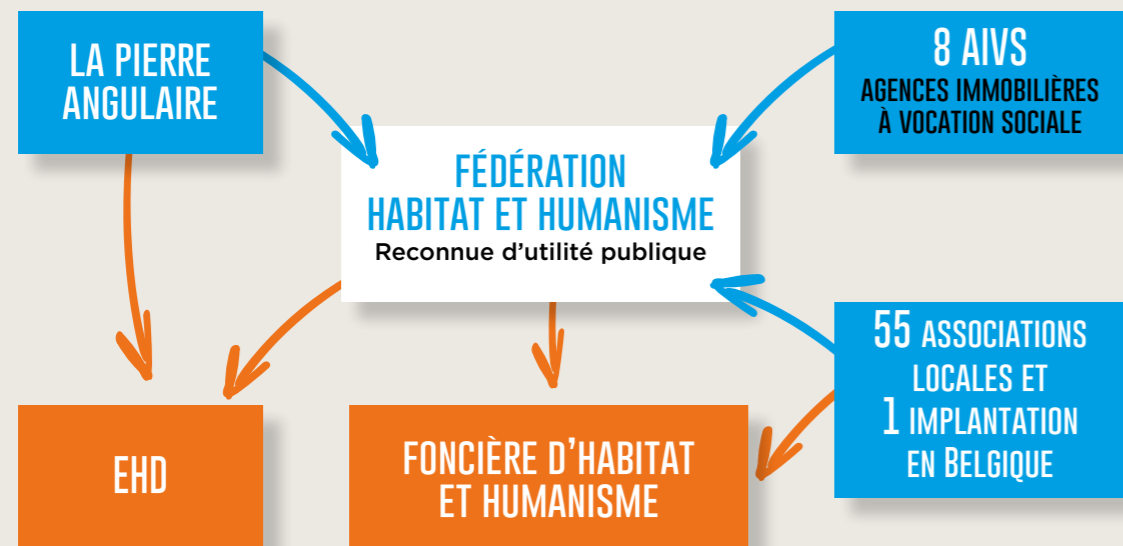 LA PIERRE
ANGULAIRE
8 AIVS
AGENCES IMMOBILIÈRES
À VOCATION SOCIALE
FÉDÉRATION
HABITAT ET HUMANISME
Reconnue d'utilité publique
55 ASSOCIATIONS
LOCALES ET
1 IMPLANTATION
EN BELGIQUE
EHD
FONCIÈRE D'HABITAT
ET HUMANISME